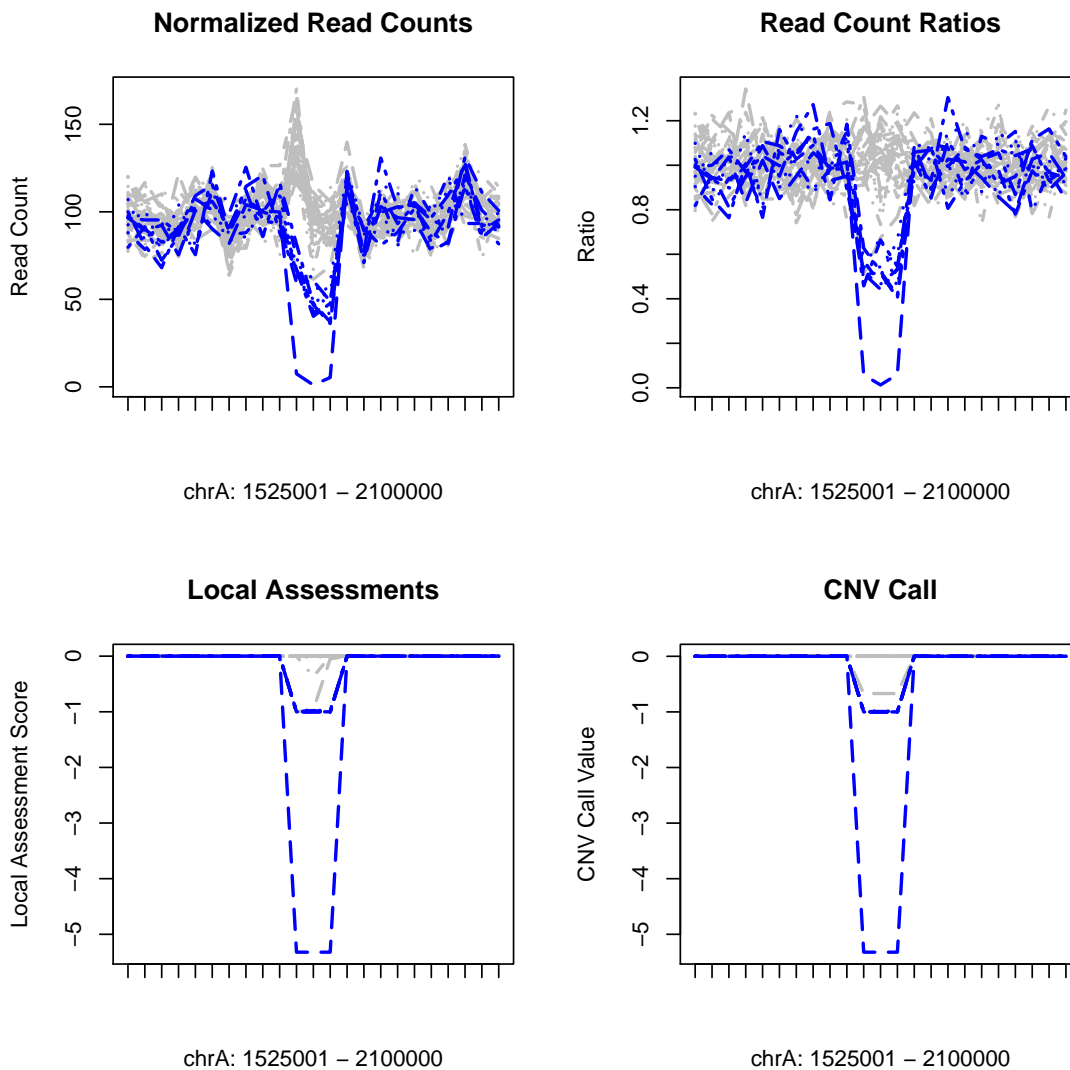 Normalized Read Counts
Read Count
0
50
100
150
chrA: 1525001 − 2100000
Read Count Ratios
Ratio
0.0
0.4
0.8
1.2
chrA: 1525001 − 2100000
Local Assessments
Local Assessment Score
−5
−4
−3
−2
−1
0
chrA: 1525001 − 2100000
CNV Call
CNV Call Value
−5
−4
−3
−2
−1
0
chrA: 1525001 − 2100000